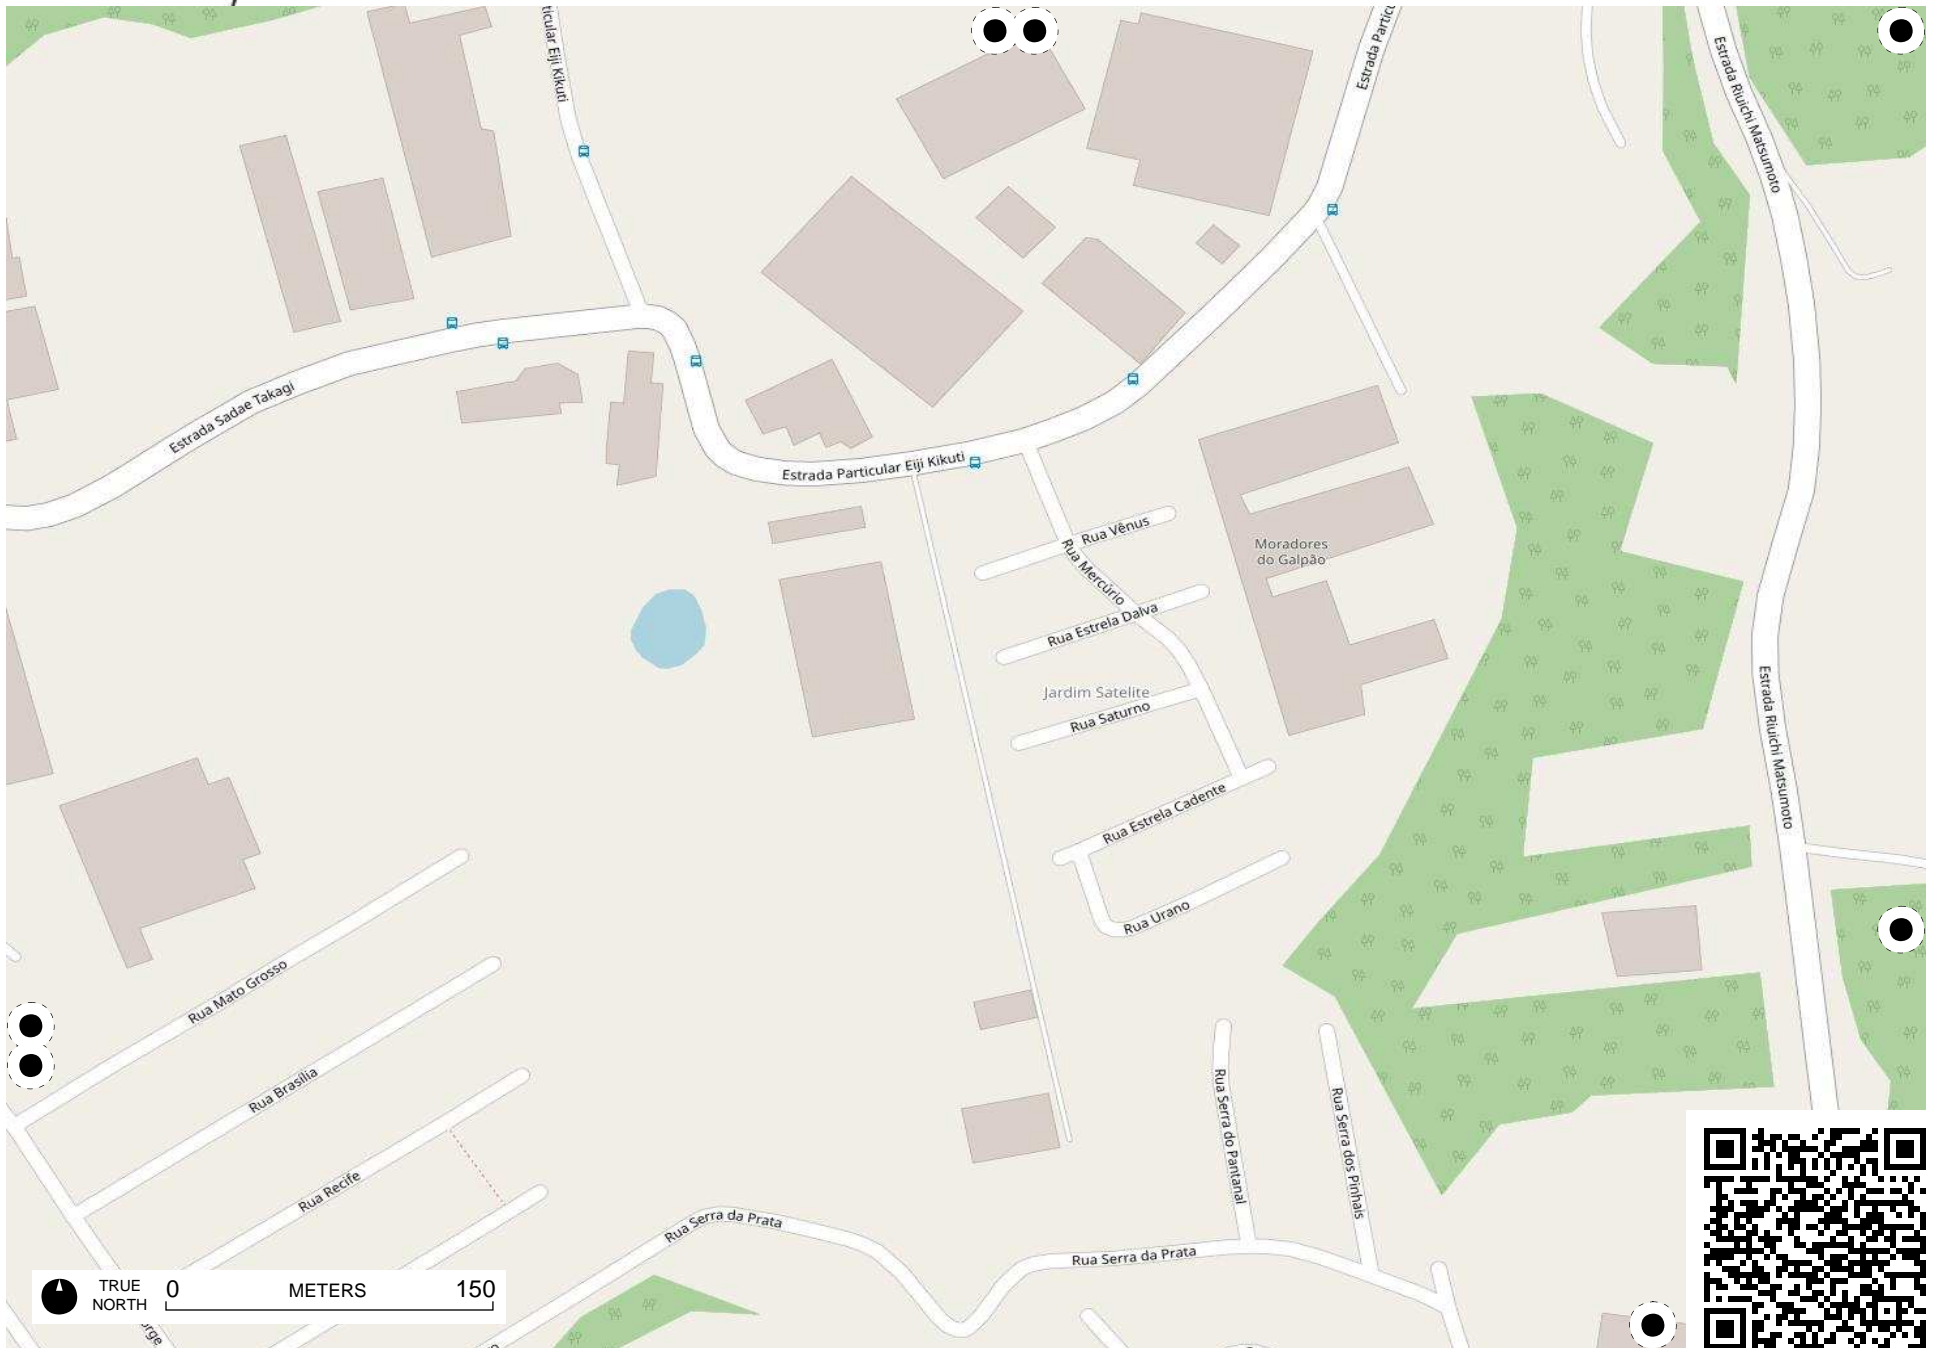 ticular Eiji Kikuti
Estrada Particu
Estrada Riuichi Matsumoto
Estrada Sadae Takagi
Estrada Particular Eiji Kikuti
Rua Vênus
Rua Mercúrio
Moradores
do Galpão
Rua Estrela Dalva
Jardim Satelite
Rua Saturno
Estrada Riuichi Matsumoto
Rua Estrela Cadente
Rua Urano
Rua Mato Grosso
Rua Brasília
Rua Recife
Rua Serra do Pantanal
Rua Serra dos Pinhais
Rua Serra da Prata
Rua Serra da Prata
TRUE
NORTH
0 METERS 150
orge